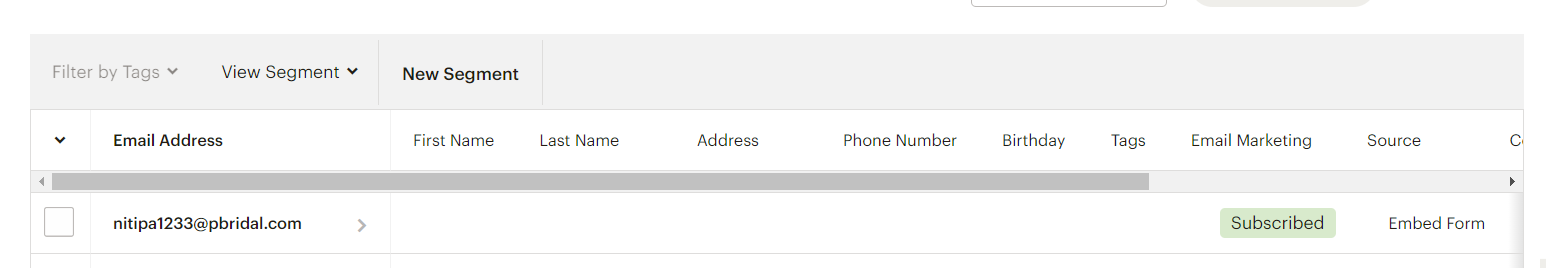 Filter by Tags View Segment New Segment
Email Address First Name Last Name Address Phone Number Birthday Tags Email Marketing Source
nitipa1233@pbridal.com Subscribed Embed Form